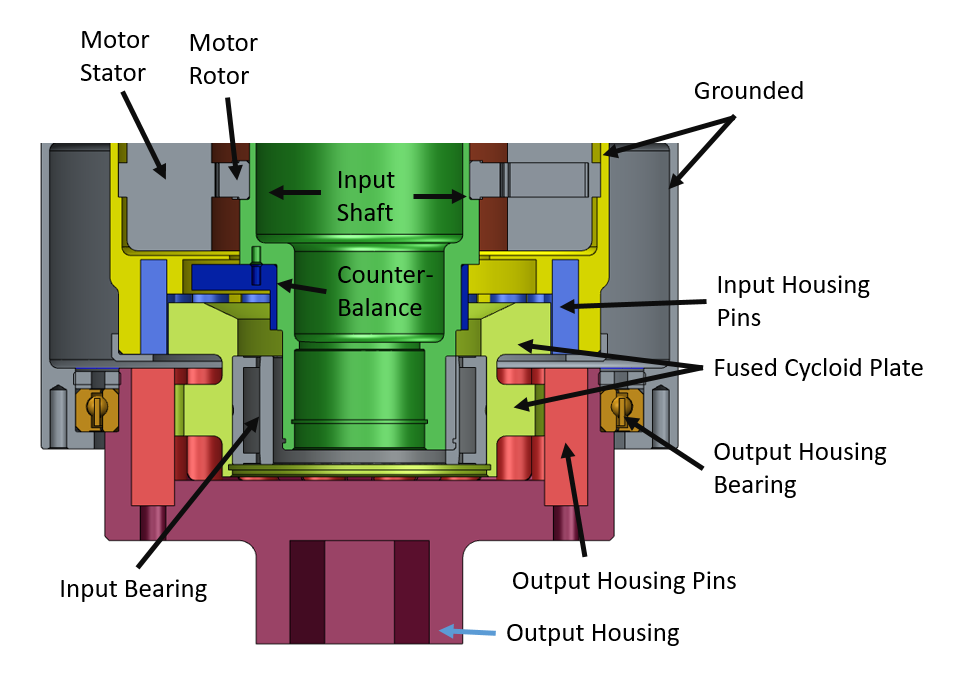 Motor
Stator
Motor
Rotor
Grounded
Input
Shaft
Counter-
Balance
Input Housing
Pins
Fused Cycloid Plate
Output Housing
Bearing
Input Bearing
Output Housing Pins
Output Housing